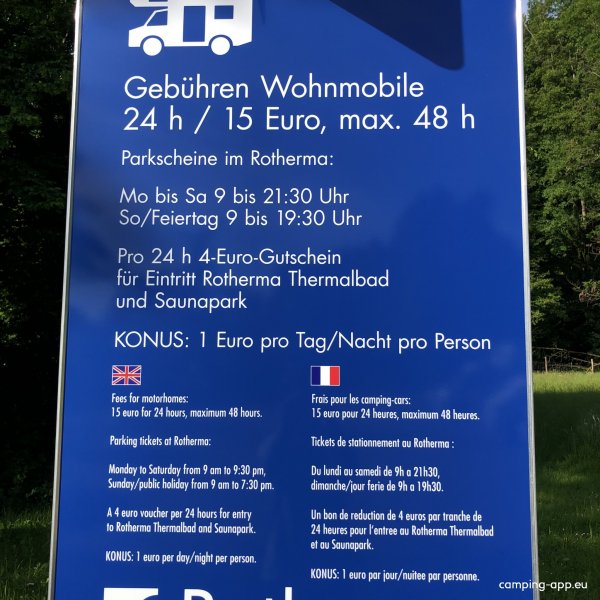 Gebühren Wohnmobile
24 h / 15 Euro, max. 48 h
Parkscheine im Rotherma:
Mo bis Sa 9 bis 21:30 Uhr
So/Feiertag 9 bis 19:30 Uhr
Pro 24 h 4-Euro-Gutschein
für Eintritt Rotherma Thermalbad
und Saunapark
KONUS: 1 Euro pro Tag/Nacht pro Person
Fees for motorhomes:
15 euro for 24 hours, maximum 48 hours.
Parking tickets at Rotherma:
Monday to Saturday from 9 am to 9:30 pm,
Sunday/public holiday from 9 am to 7:30 pm.
A 4 euro voucher per 24 hours for entry
to Rotherma Thermalbad and Saunapark.
KONUS: 1 euro per day/night per person.
Frais pour les camping-cars:
15 euro pour 24 heures, maximum 48 heures.
Tickets de stationnement au Rotherma :
Du lundi au samedi de 9h a 21h30,
dimanche/jour ferie de 9h a 19h30.
Un bon de reduction de 4 euros par tranche de
24 heures pour l'entree au Rotherma Thermalbad
et au Saunapark.
KONUS: 1 euro par jour/nuitee par personne.
camping-app.eu